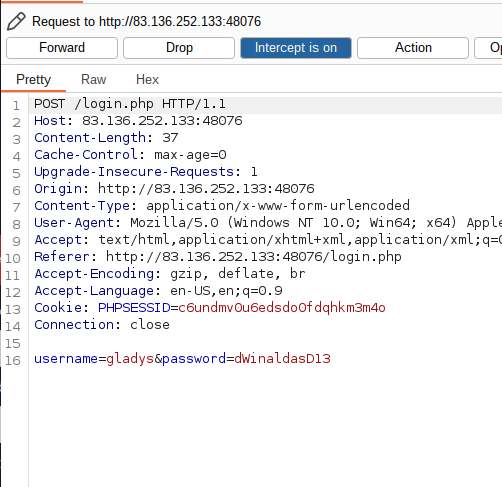 Request to http://83.136.252.133:48076
Forward Drop Intercept is on Action
Pretty Raw Hex
1 POST /login.php HTTP/1.1
2 Host: 83.136.252.133:48076
3 Content-Length: 37
4 Cache-Control: max-age=0
5 Upgrade-Insecure-Requests: 1
6 Origin: http://83.136.252.133:48076
7 Content-Type: application/x-www-form-urlencoded
8 User-Agent: Mozilla/5.0 (Windows NT 10.0; Win64; x64) Apple
9 Accept: text/html,application/xhtml+xml,application/xml;q=0
10 Referer: http://83.136.252.133:48076/login.php
11 Accept-Encoding: gzip, deflate, br
12 Accept-Language: en-US,en;q=0.9
13 Cookie: PHPSESSID=c6undmv0u6edsdo0fdqhkm3m4o
14 Connection: close
15
16 username=gladys&password=dWinaldasD13